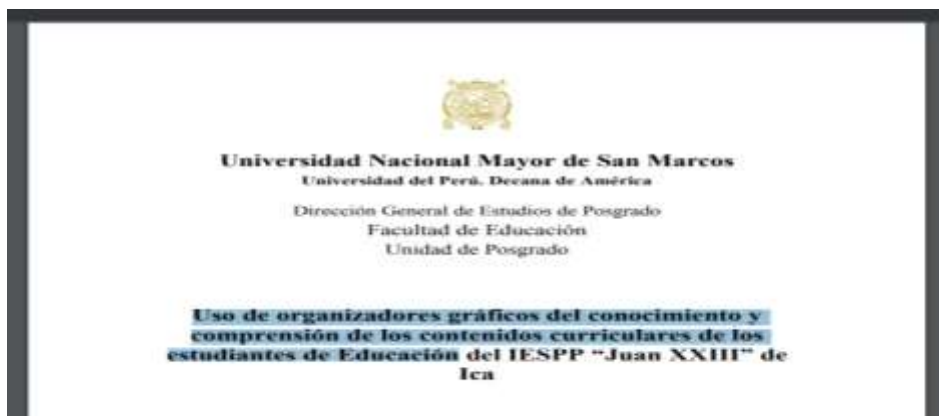 Universidad Nacional Mayor de San Marcos
Universidad del Perú. Decana de América
Dirección General de Estudios de Posgrado
Facultad de Educación
Unidad de Posgrado
Uso de organizadores gráficos del conocimiento y
comprensión de los contenidos curriculares de los
estudiantes de Educación del IESPP “Juan XXIII” de
Ica